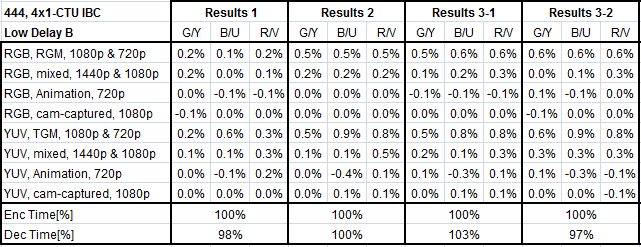 444, 4x1-CTU IBC Results 1 Results 2 Results 3-1 Results 3-2
Low Delay B G/Y B/U R/V G/Y B/U R/V G/Y B/U R/V G/Y B/U R/V
RGB, RGM, 1080p & 720p 0.2% 0.1% 0.2% 0.5% 0.5% 0.5% 0.5% 0.6% 0.6% 0.6% 0.6% 0.6%
RGB, mixed, 1440p & 1080p 0.2% 0.0% 0.1% 0.2% 0.2% 0.2% 0.1% 0.2% 0.3% 0.0% 0.1% 0.3%
RGB, Animation, 720p 0.0% -0.1% -0.1% 0.0% 0.0% 0.0% -0.1% -0.1% -0.1% 0.1% -0.1% 0.0%
RGB, cam-captured, 1080p -0.1% 0.0% 0.0% 0.0% 0.0% 0.0% 0.0% 0.0% 0.0% -0.1% 0.0% 0.0%
YUV, TGM, 1080p & 720p 0.2% 0.6% 0.3% 0.5% 0.9% 0.8% 0.5% 0.8% 0.8% 0.6% 0.9% 0.8%
YUV, mixed, 1440p & 1080p 0.1% 0.1% 0.3% 0.1% 0.1% 0.5% 0.2% 0.1% 0.3% 0.3% 0.3% 0.3%
YUV, Animation, 720p 0.0% -0.1% 0.2% 0.0% -0.4% 0.1% 0.1% -0.3% 0.1% 0.1% -0.3% -0.1%
YUV, cam-captured, 1080p 0.0% 0.0% 0.0% 0.0% 0.1% 0.1% 0.0% 0.1% 0.1% 0.0% 0.0% -0.1%
Enc Time[%] 100% 100% 100% 100%
Dec Time[%] 98% 100% 103% 97%